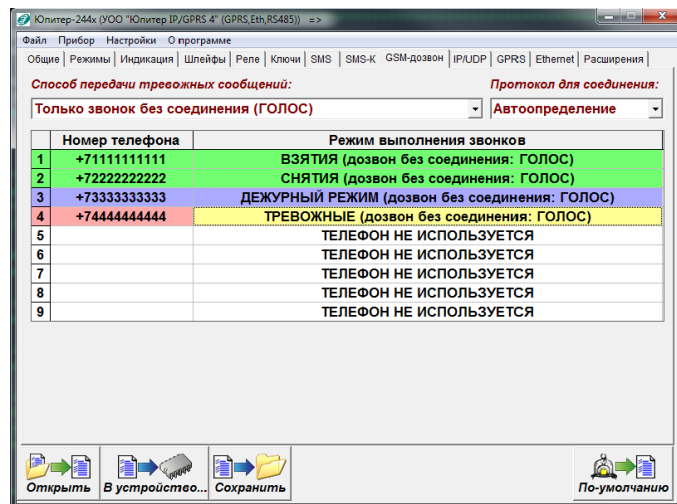 Юпитер-244x (УОО "Юпитер IP/GPRS 4" (GPRS,Eth,RS485)) =>
Файл Прибор Настройки О программе
Общие Режимы Индикация Шлейфы Реле Ключи SMS SMS-K GSM-дозвон IP/UDP GPRS Ethernet Расширения
Способ передачи тревожных сообщений: Протокол для соединения:
Только звонок без соединения (ГОЛОС) Автоопределение
Номер телефона Режим выполнения звонков
1 +71111111111 ВЗЯТИЯ (дозвон без соединения: ГОЛОС)
2 +72222222222 СНЯТИЯ (дозвон без соединения: ГОЛОС)
3 +73333333333 ДЕЖУРНЫЙ РЕЖИМ (дозвон без соединения: ГОЛОС)
4 +74444444444 ТРЕВОЖНЫЕ (дозвон без соединения: ГОЛОС)
5 ТЕЛЕФОН НЕ ИСПОЛЬЗУЕТСЯ
6 ТЕЛЕФОН НЕ ИСПОЛЬЗУЕТСЯ
7 ТЕЛЕФОН НЕ ИСПОЛЬЗУЕТСЯ
8 ТЕЛЕФОН НЕ ИСПОЛЬЗУЕТСЯ
9 ТЕЛЕФОН НЕ ИСПОЛЬЗУЕТСЯ
Открыть В устройство... Сохранить По-умолчанию